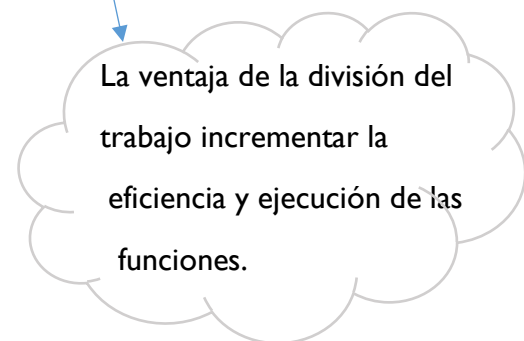 La ventaja de la división del
trabajo incrementar la
eficiencia y ejecución de las
funciones.